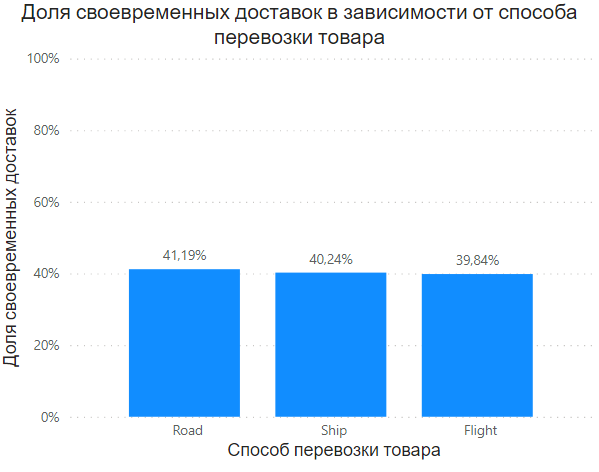 Доля своевременных доставок в зависимости от способа
перевозки товара
Доля своевременных доставок
100%
80%
60%
40%
20%
0%
41,19%
40,24%
39,84%
Road
Ship
Flight
Способ перевозки товара